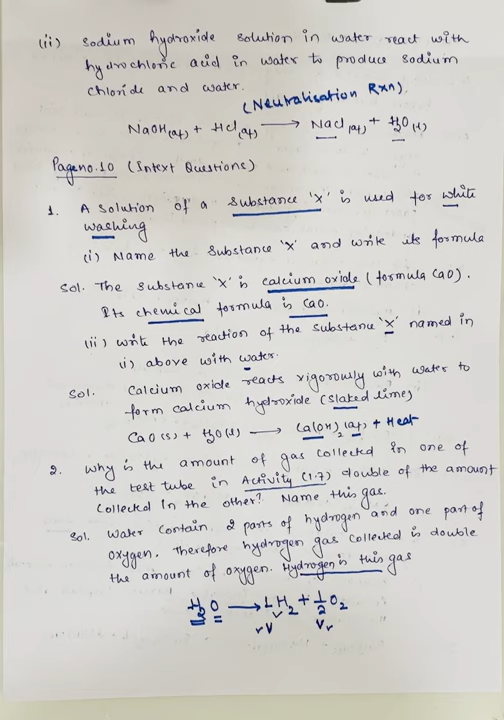 (ii) Sodium hydroxide solution in water react with
hydrochloric acid in water to produce sodium
chloride and water.
(Neutralisation Rxn)
NaOH(aq) + HCl(aq) ⟶ NaCl(aq) + H2O(l)
Page no. 10 (Intext Questions)
1. A solution of a substance 'X' is used for white
washing
(i) Name the substance 'X' and write its formula
Sol. The substance 'X' is calcium oxide (formula CaO).
Its chemical formula is CaO.
(ii) write the reaction of the substance 'X' named in
(i) above with water.
Sol. Calcium oxide reacts vigorously with water to
form calcium hydroxide (slaked lime)
CaO(s) + H2O(l) ⟶ Ca(OH)2(aq) + Heat
2. Why is the amount of gas collected in one of
the test tube in Activity (1.7) double of the amount
collected in the other? Name this gas.
Sol. Water contain 2 parts of hydrogen and one part of
oxygen. Therefore hydrogen gas collected is double
the amount of oxygen. Hydrogen is this gas
H2O ⟶ 1H2 + 1/2 O2